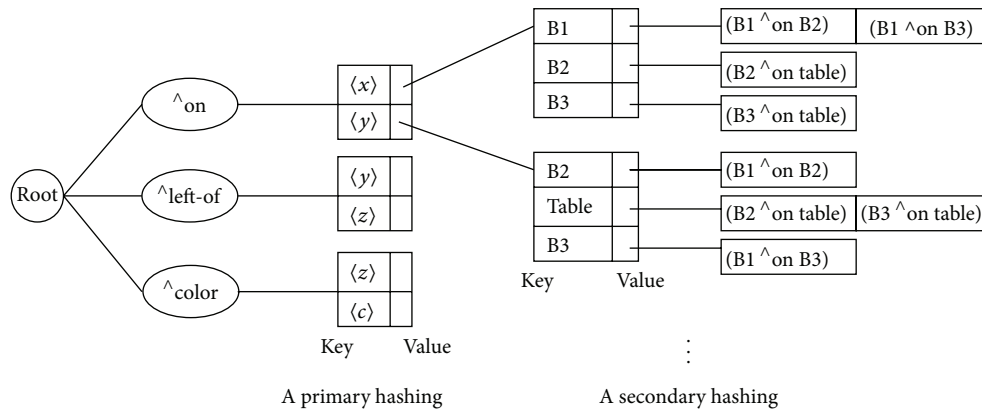 B1
(B1 ^on B2)
(B1 ^on B3)
⟨x⟩
B2
(B2 ^on table)
^on
⟨y⟩
B3
(B3 ^on table)
Root
^left-of
⟨y⟩
⟨z⟩
B2
(B1 ^on B2)
Table
(B2 ^on table)
(B3 ^on table)
B3
(B1 ^on B3)
^color
⟨z⟩
⟨c⟩
Key
Value
Key
Value
⋮
A primary hashing
A secondary hashing